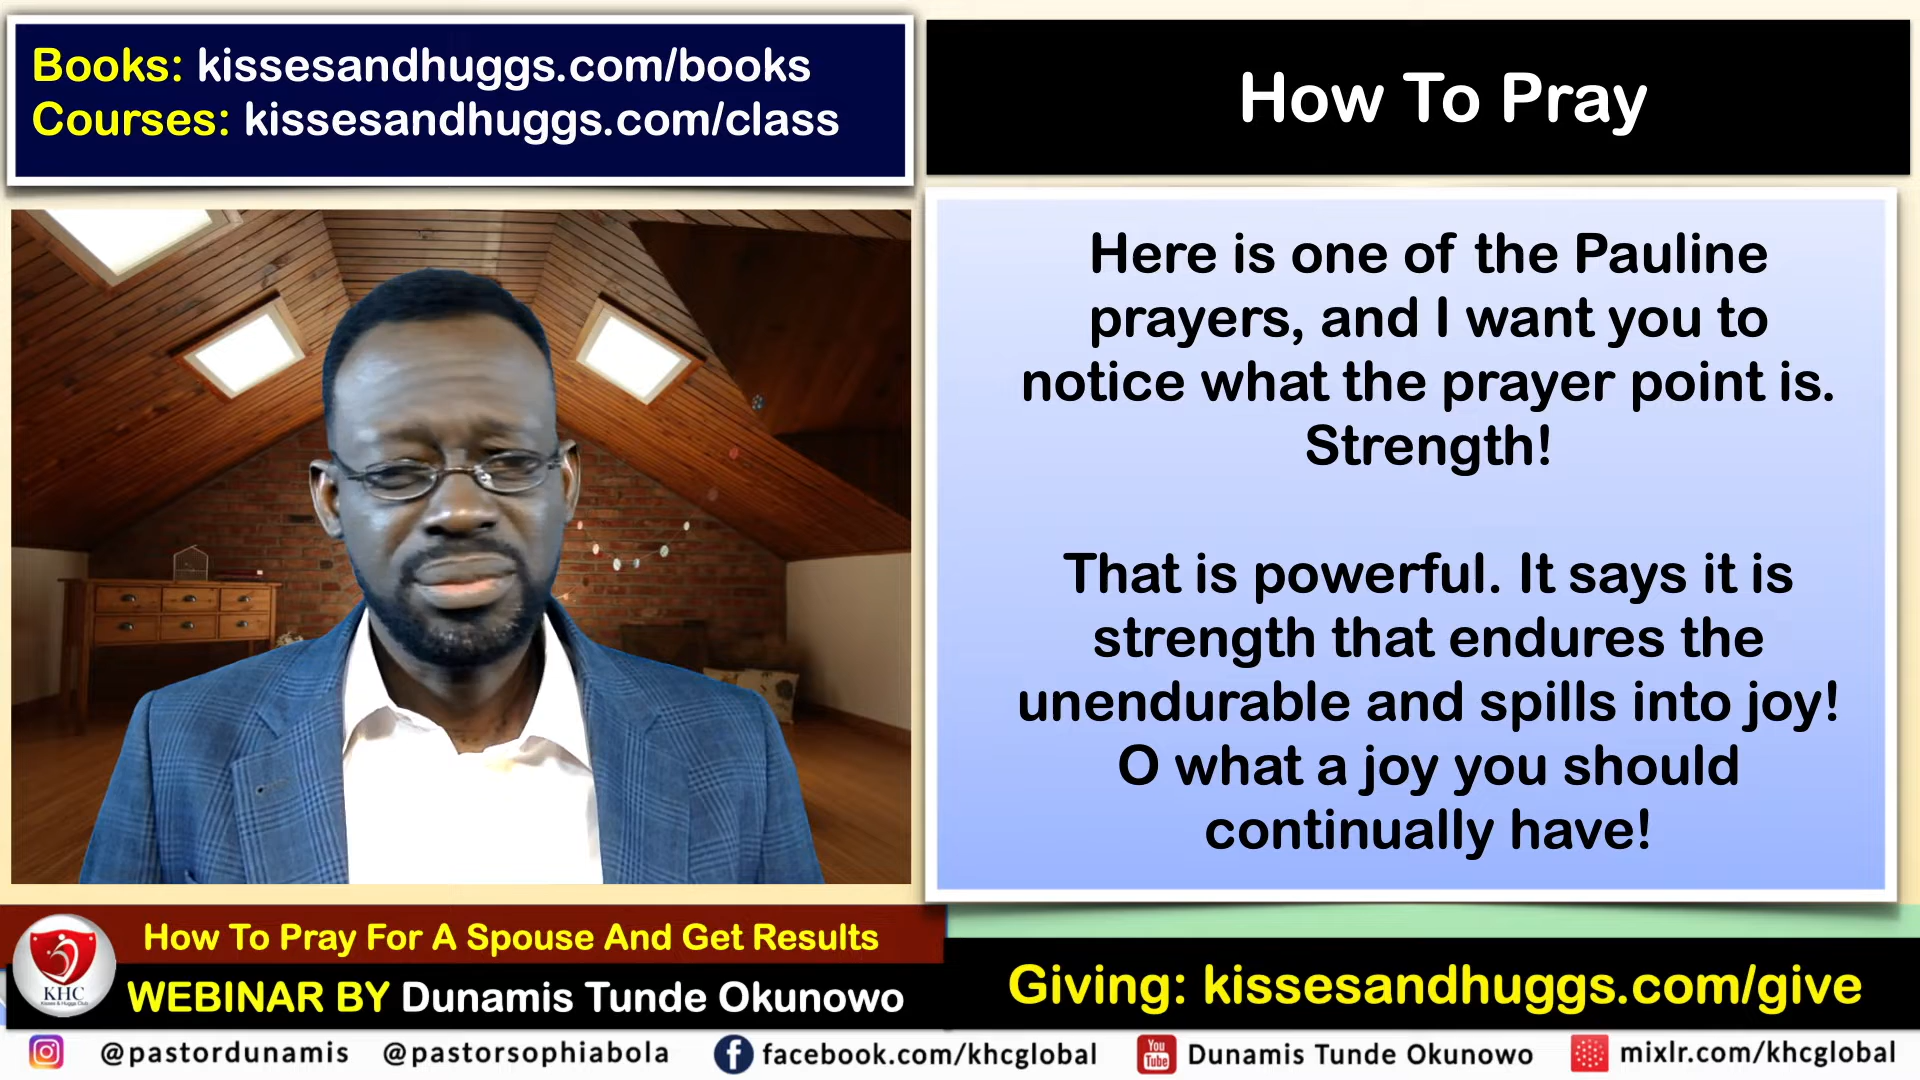 Books: kissesandhuggs.com/books
Courses: kissesandhuggs.com/class
How To Pray
Here is one of the Pauline
prayers, and I want you to
notice what the prayer point is.
Strength!
That is powerful. It says it is
strength that endures the
unendurable and spills into joy!
O what a joy you should
continually have!
How To Pray For A Spouse And Get Results
KHC
Kisses & Huggs Club
WEBINAR BY Dunamis Tunde Okunowo
Giving: kissesandhuggs.com/give
@pastordunamis @pastorsophiabola facebook.com/khcglobal You Tube Dunamis Tunde Okunowo mixlr.com/khcglobal